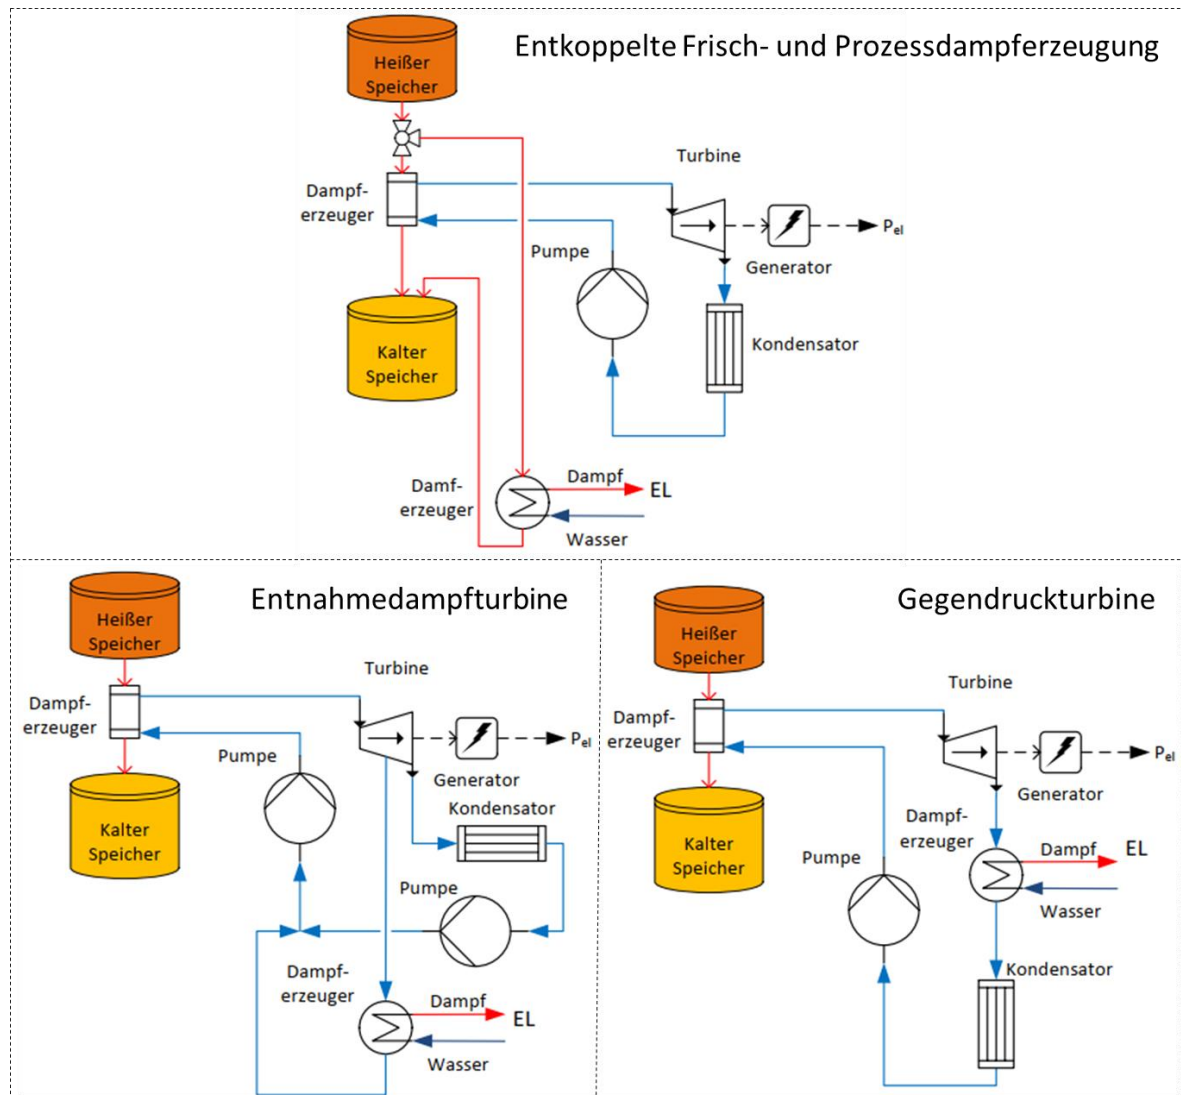 Entkoppelte Frisch- und Prozessdampferzeugung
Heißer
Speicher
Turbine
Dampf-
erzeuger
Pumpe
Pel
Generator
Kalter
Speicher
Kondensator
Damf-
erzeuger
Dampf
EL
Wasser
Entnahmedampfturbine
Heißer
Speicher
Turbine
Dampf-
erzeuger
Pumpe
Pel
Generator
Kondensator
Kalter
Speicher
Pumpe
Dampf-
erzeuger
Dampf
EL
Wasser
Gegendruckturbine
Heißer
Speicher
Turbine
Dampf-
erzeuger
Pel
Generator
Kalter
Speicher
Dampf-
erzeuger
Pumpe
Dampf
EL
Wasser
Kondensator